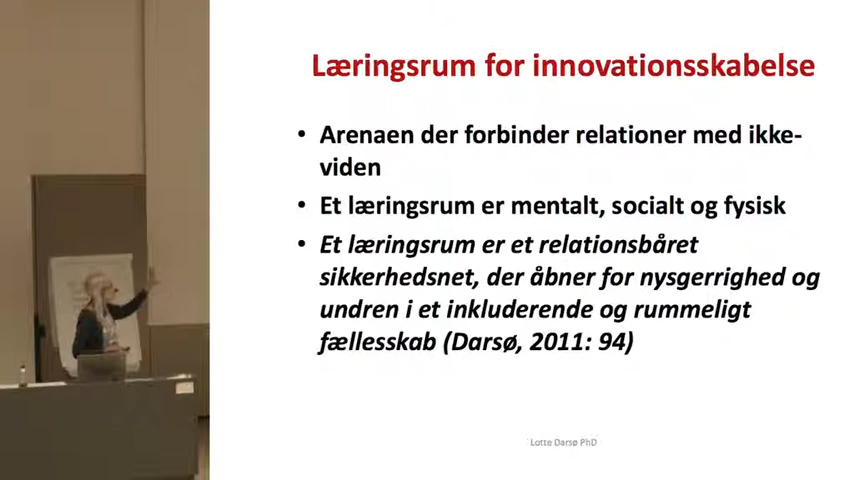 Læringsrum for innovationsskabelse
• Arenaen der forbinder relationer med ikke-
viden
• Et læringsrum er mentalt, socialt og fysisk
• Et læringsrum er et relationsbåret
sikkerhedsnet, der åbner for nysgerrighed og
undren i et inkluderende og rummeligt
fællesskab (Darsø, 2011: 94)
Lotte Darsø PhD